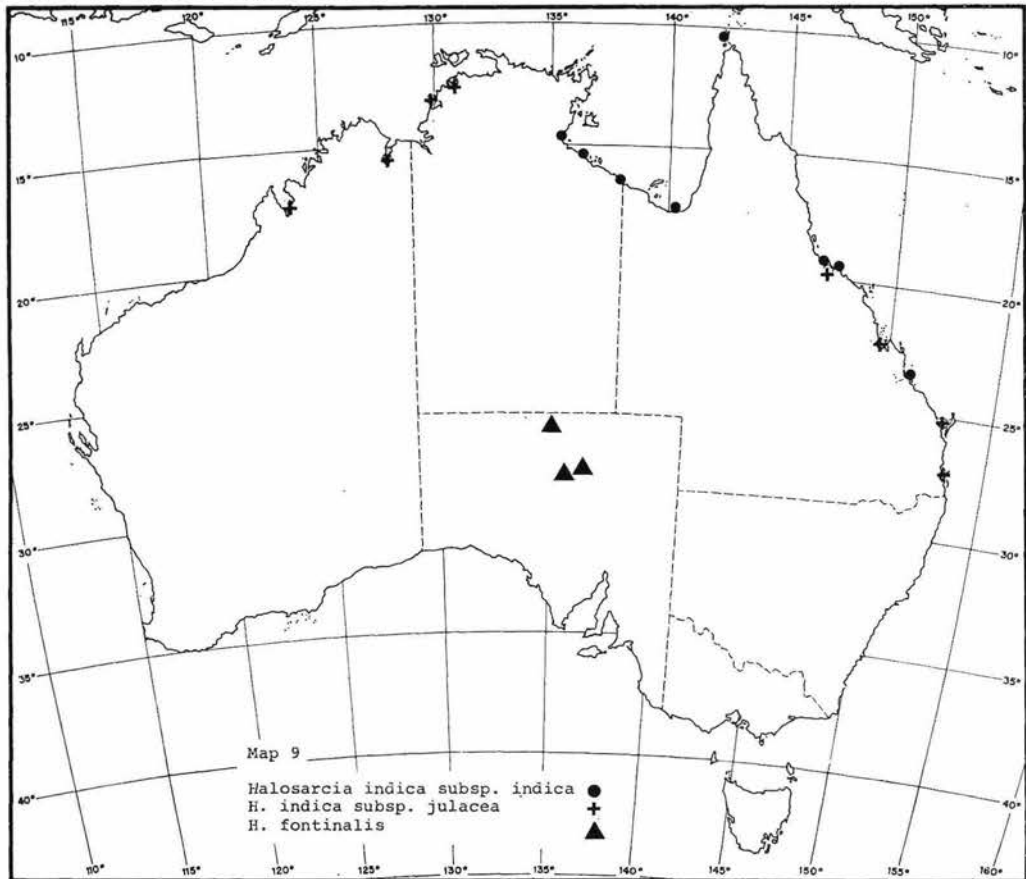 115° 120° 125° 130° 135° 140° 145° 150°
10° 10°
15° 15°
20° 20°
25° 25°
30° 30°
35° 35°
40° 40°
Map 9
Halosarcia indica subsp. indica
H. indica subsp. julacea
H. fontinalis
110° 115° 120° 125° 130° 135° 140° 145° 150° 155° 160°